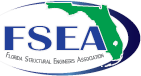 FSEA
FLORIDA STRUCTURAL ENGINEERS ASSOCIATION